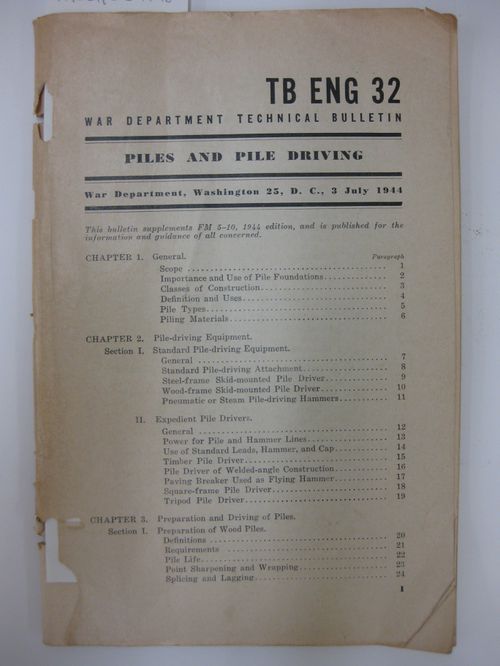 TB ENG 32
WAR DEPARTMENT TECHNICAL BULLETIN
PILES AND PILE DRIVING
War Department, Washington 25, D. C., 3 July 1944
This bulletin supplements FM 5–10, 1944 edition, and is published for the
information and guidance of all concerned.
CHAPTER 1. General. Paragraph
Scope 1
Importance and Use of Pile Foundations 2
Classes of Construction 3
Definition and Uses 4
Pile Types 5
Piling Materials 6
CHAPTER 2. Pile-driving Equipment.
Section I. Standard Pile-driving Equipment.
General 7
Standard Pile-driving Attachment 8
Steel-frame Skid-mounted Pile Driver 9
Wood-frame Skid-mounted Pile Driver 10
Pneumatic or Steam Pile-driving Hammers 11
II. Expedient Pile Drivers.
General 12
Power for Pile and Hammer Lines 13
Use of Standard Leads, Hammer, and Cap 14
Timber Pile Driver 15
Pile Driver of Welded-angle Construction 16
Paving Breaker Used as Flying Hammer 17
Square-frame Pile Driver 18
Tripod Pile Driver 19
CHAPTER 3. Preparation and Driving of Piles.
Section I. Preparation of Wood Piles.
Definitions 20
Requirements 21
Pile Life 22
Point Sharpening and Wrapping 23
Splicing and Lagging 24
1